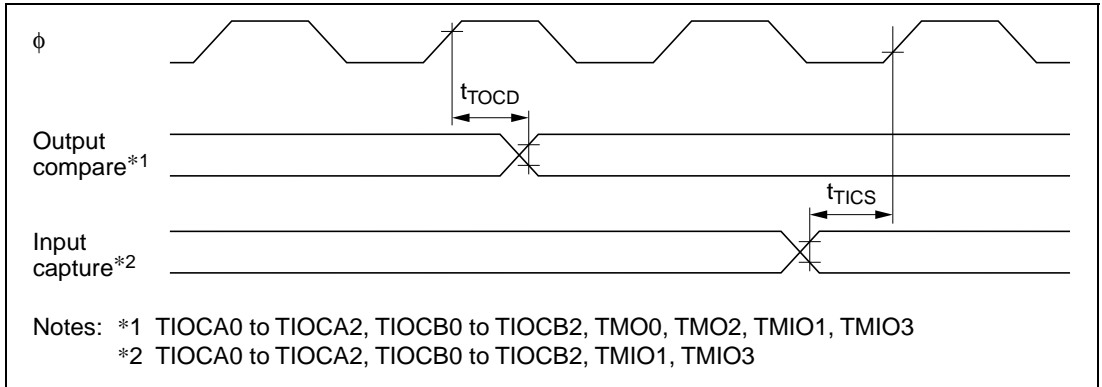 ϕ
tTOCD
Output
compare*1
tTICS
Input
capture*2
Notes: *1 TIOCA0 to TIOCA2, TIOCB0 to TIOCB2, TMO0, TMO2, TMIO1, TMIO3
*2 TIOCA0 to TIOCA2, TIOCB0 to TIOCB2, TMIO1, TMIO3